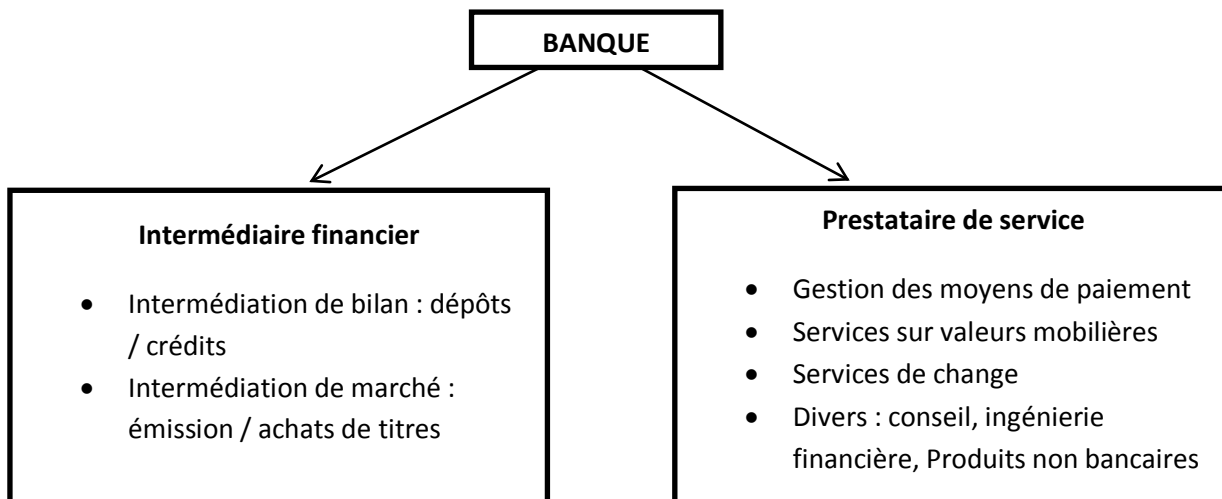 BANQUE
Intermédiaire financier
• Intermédiation de bilan : dépôts
/ crédits
• Intermédiation de marché :
émission / achats de titres
Prestataire de service
• Gestion des moyens de paiement
• Services sur valeurs mobilières
• Services de change
• Divers : conseil, ingénierie
financière, Produits non bancaires